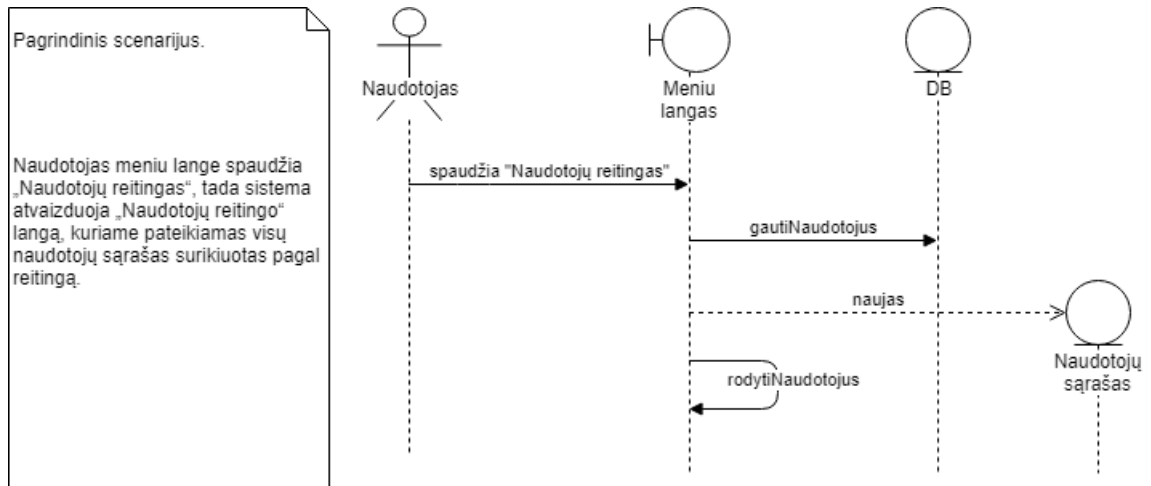 Pagrindinis scenarijus.
Naudotojas meniu lange spaudžia
„Naudotojų reitingas“, tada sistema
atvaizduoja „Naudotojų reitingo“
langą, kuriame pateikiamas visų
naudotojų sąrašas surikiuotas pagal
reitingą.
Naudotojas
Meniu
langas
DB
spaudžia "Naudotojų reitingas"
gautiNaudotojus
naujas
Naudotojų
sąrašas
rodytiNaudotojus